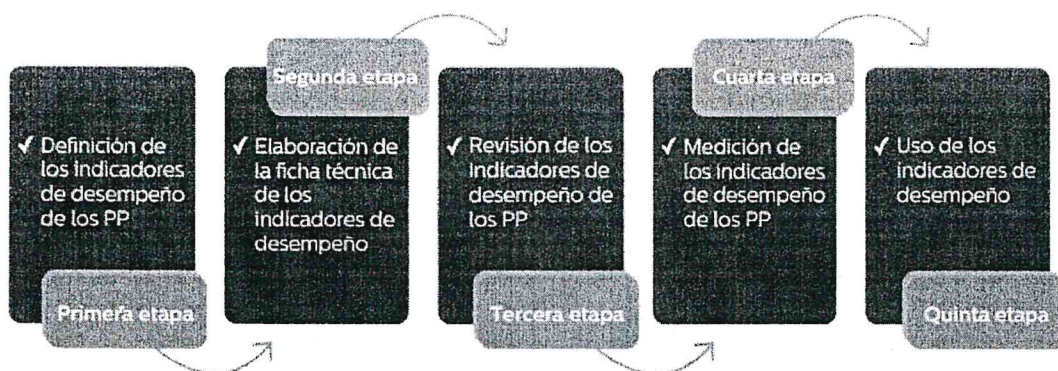 Primera etapa
✓ Definición de
los indicadores
de desempeño
de los PP
Segunda etapa
✓ Elaboración de
la ficha técnica
de los
indicadores de
desempeño
Tercera etapa
✓ Revisión de los
indicadores de
desempeño de
los PP
Cuarta etapa
✓ Medición de
los indicadores
de desempeño
de los PP
Quinta etapa
✓ Uso de los
indicadores de
desempeño